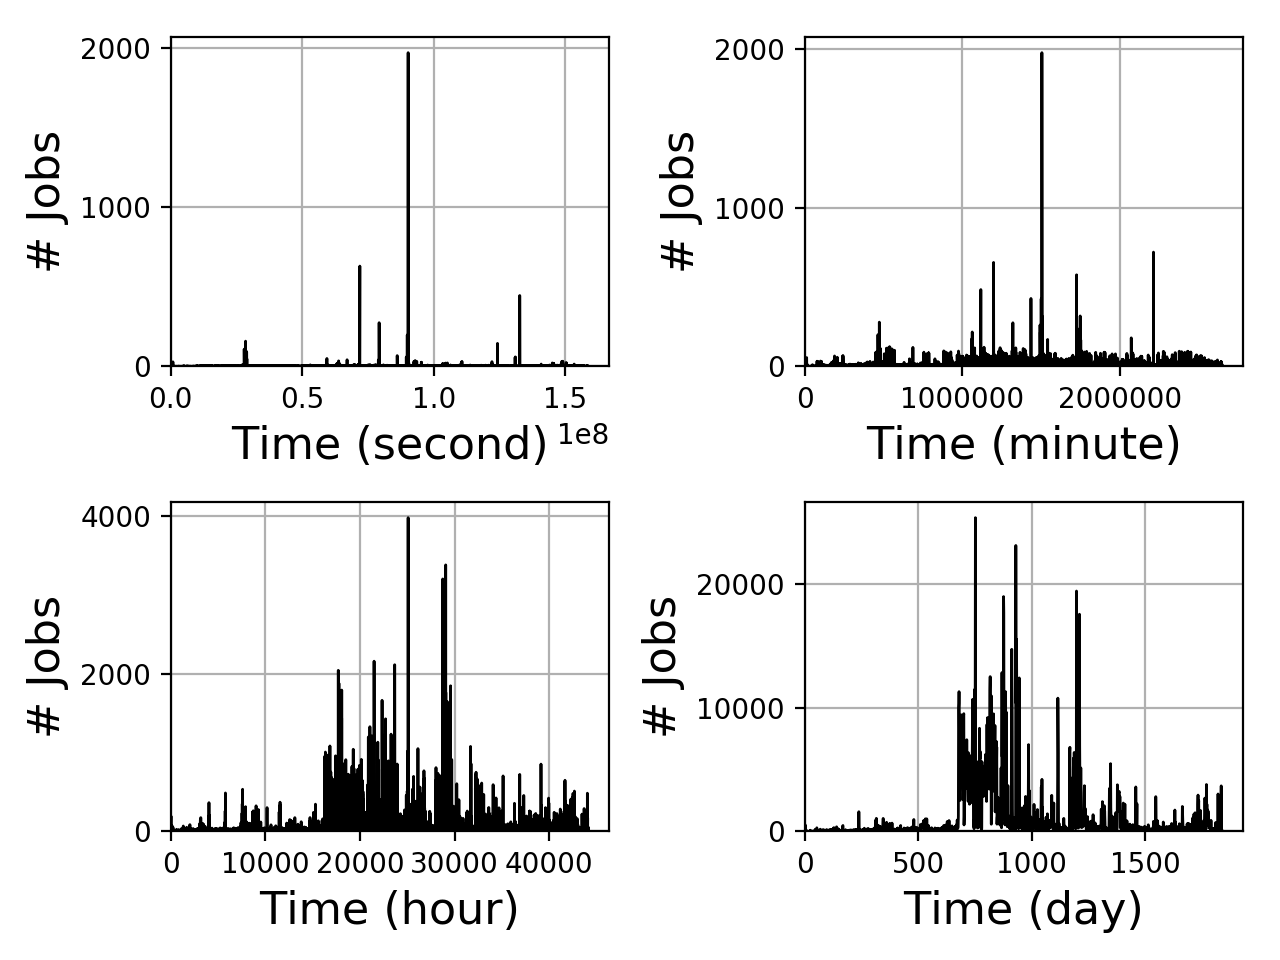 2000
1000
0
# Jobs
0.0 0.5 1.0 1.5
1e8
Time (second)
2000
1000
0
# Jobs
0 1000000 2000000
Time (minute)
4000
2000
0
# Jobs
0 10000 20000 30000 40000
Time (hour)
20000
10000
0
# Jobs
0 500 1000 1500
Time (day)